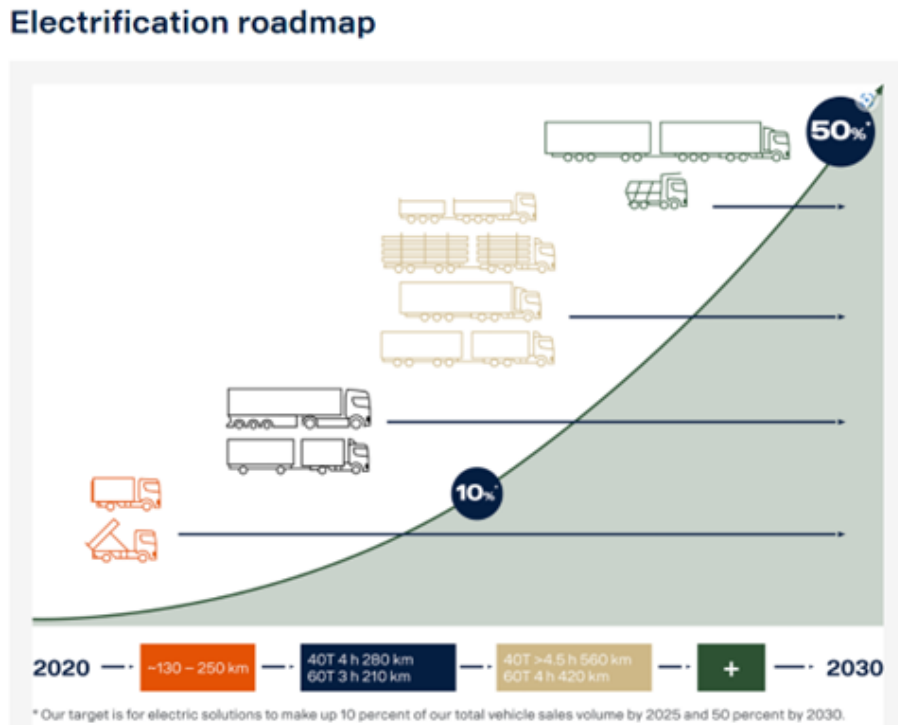 Electrification roadmap
50%*
10%*
2020
~130 – 250 km
40T 4 h 280 km
60T 3 h 210 km
40T >4.5 h 560 km
60T 4 h 420 km
+
2030
* Our target is for electric solutions to make up 10 percent of our total vehicle sales volume by 2025 and 50 percent by 2030.